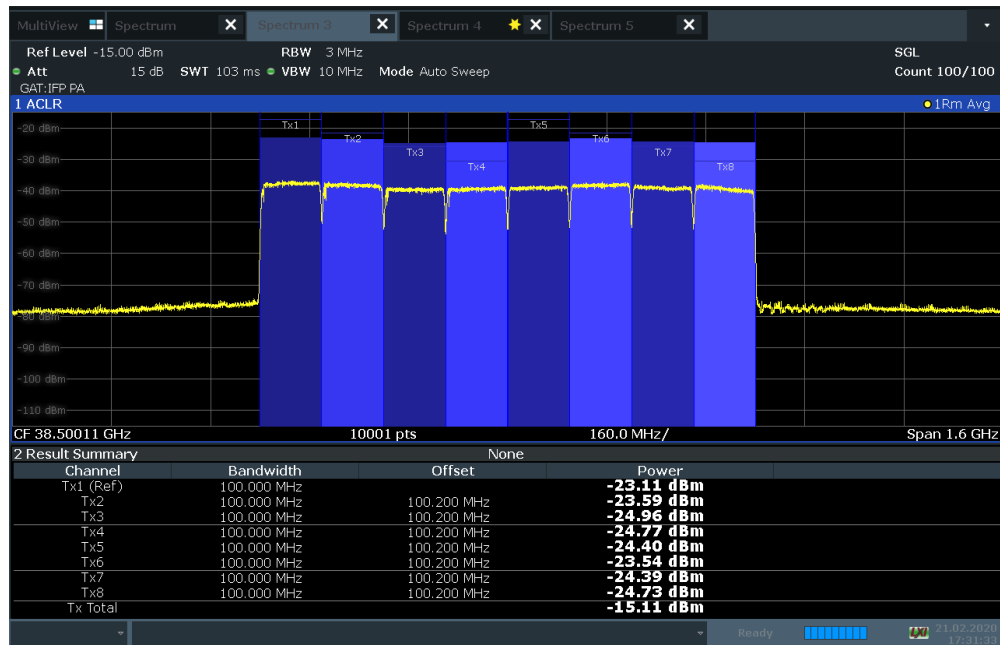 MultiView Spectrum X Spectrum 3 X Spectrum 4 X Spectrum 5 X
Ref Level -15.00 dBm RBW 3 MHz SGL
Att 15 dB SWT 103 ms VBW 10 MHz Mode Auto Sweep Count 100/100
GAT:IFP PA
1 ACLR 1Rm Avg
Tx1 Tx5
-20 dBm
Tx2 Tx6
Tx3 Tx7
-30 dBm
Tx4 Tx8
-40 dBm
-50 dBm
-60 dBm
-70 dBm
-80 dBm
-90 dBm
-100 dBm
-110 dBm
CF 38.50011 GHz 10001 pts 160.0 MHz/ Span 1.6 GHz
2 Result Summary None
Channel Bandwidth Offset Power
Tx1 (Ref) 100.000 MHz -23.11 dBm
Tx2 100.000 MHz 100.200 MHz -23.59 dBm
Tx3 100.000 MHz 100.200 MHz -24.96 dBm
Tx4 100.000 MHz 100.200 MHz -24.77 dBm
Tx5 100.000 MHz 100.200 MHz -24.40 dBm
Tx6 100.000 MHz 100.200 MHz -23.54 dBm
Tx7 100.000 MHz 100.200 MHz -24.39 dBm
Tx8 100.000 MHz 100.200 MHz -24.73 dBm
Tx Total -15.11 dBm
Ready LXI 21.02.2020
17:31:33